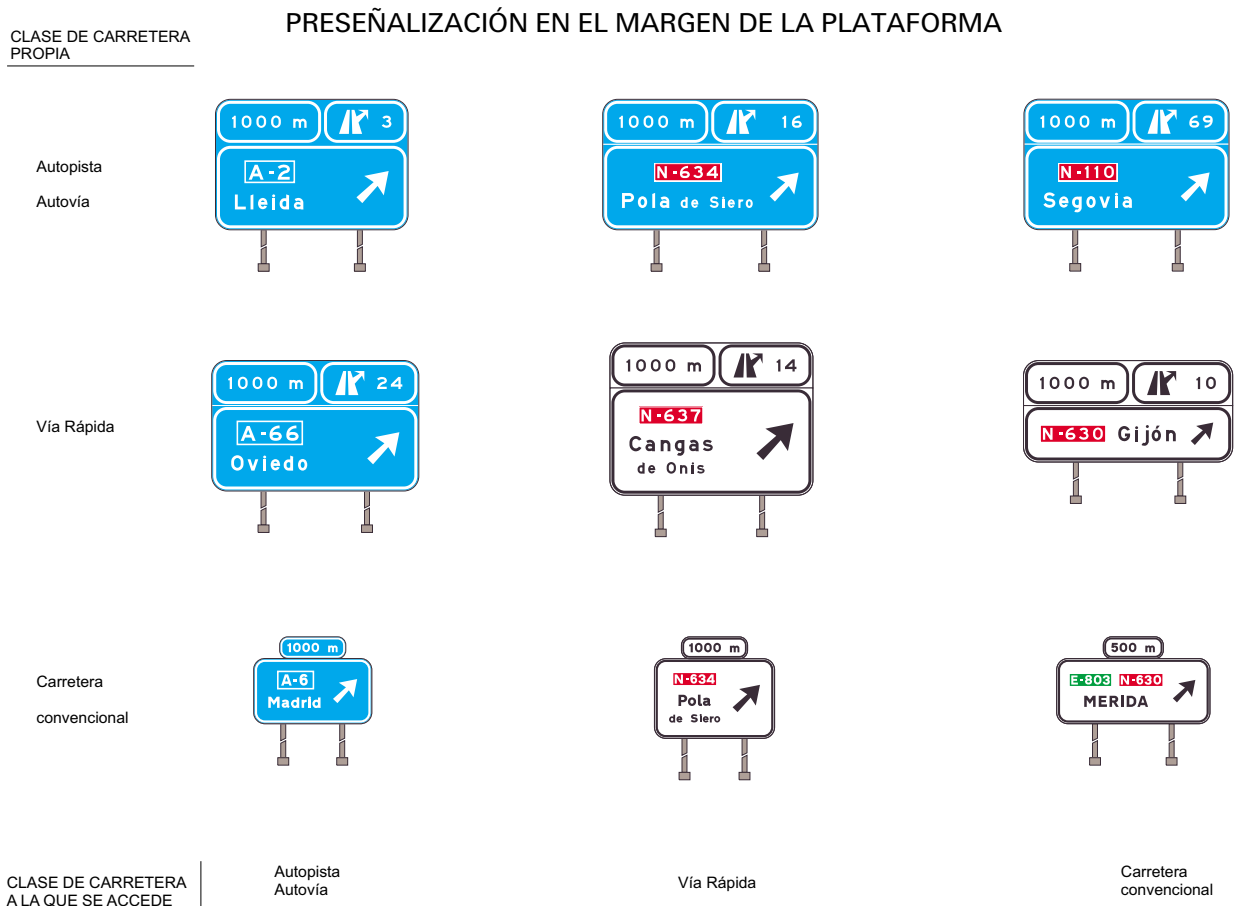 PRESEÑALIZACIÓN EN EL MARGEN DE LA PLATAFORMA
CLASE DE CARRETERA
PROPIA
Autopista
Autovía
1000 m 3
A-2
Lleida
1000 m 16
N-634
Pola de Siero
1000 m 69
N-110
Segovia
Vía Rápida
1000 m 24
A-66
Oviedo
1000 m 14
N-637
Cangas
de Onis
1000 m 10
N-630 Gijón
Carretera
convencional
1000 m
A-6
Madrid
1000 m
N-634
Pola
de Siero
500 m
E-803 N-630
MERIDA
CLASE DE CARRETERA
A LA QUE SE ACCEDE
Autopista
Autovía
Vía Rápida
Carretera
convencional